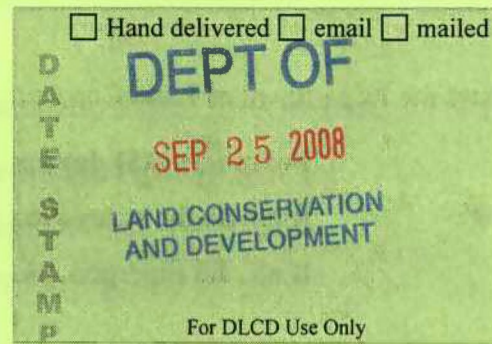 ☐ Hand delivered ☐ email ☐ mailed
DATE STAMP
DEPT OF
SEP 25 2008
LAND CONSERVATION
AND DEVELOPMENT
For DLCD Use Only